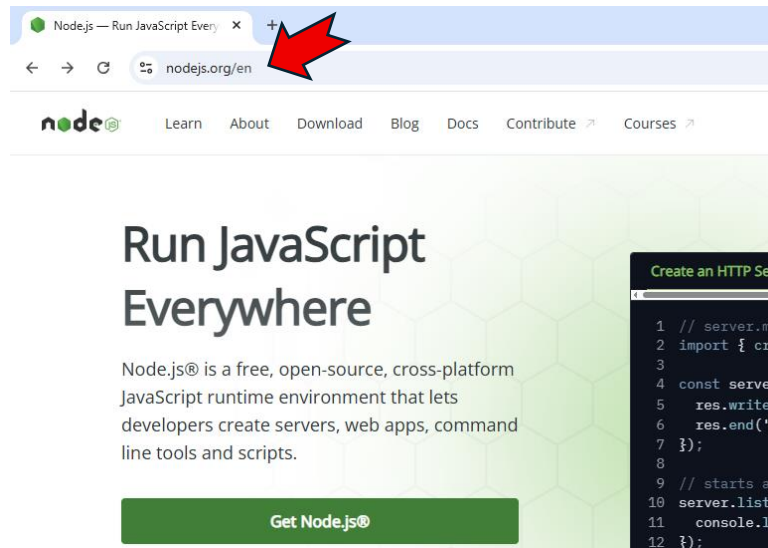 Node.js — Run JavaScript Every
nodejs.org/en
node JS
Learn About Download Blog Docs Contribute ↗ Courses ↗
Run JavaScript
Everywhere
Node.js® is a free, open-source, cross-platform
JavaScript runtime environment that lets
developers create servers, web apps, command
line tools and scripts.
Get Node.js®
Create an HTTP Se
1 // server.m
2 import { cr
3
4 const serve
5 res.write
6 res.end('
7 });
8
9 // starts a
10 server.list
11 console.l
12 });